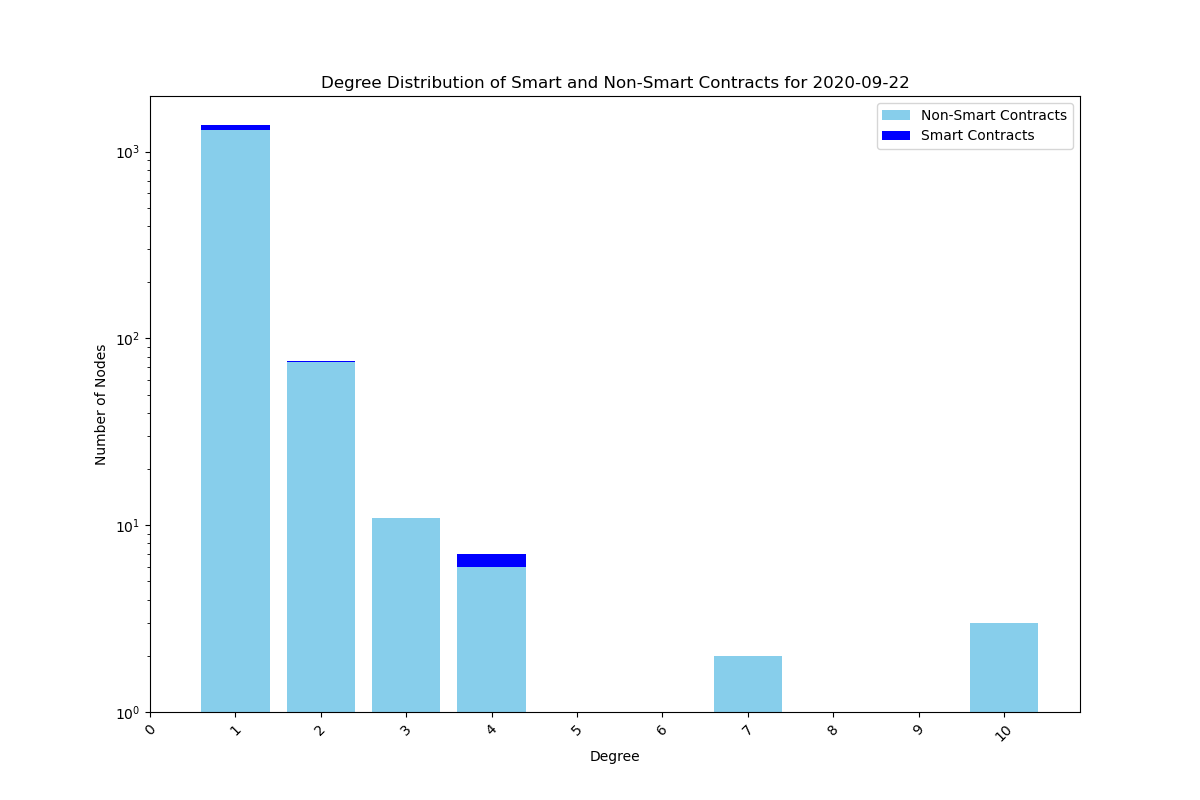 Degree Distribution of Smart and Non-Smart Contracts for 2020-09-22
Non-Smart Contracts
Smart Contracts
Number of Nodes
10³
10²
10¹
10⁰
0 1 2 3 4 5 6 7 8 9 10
Degree